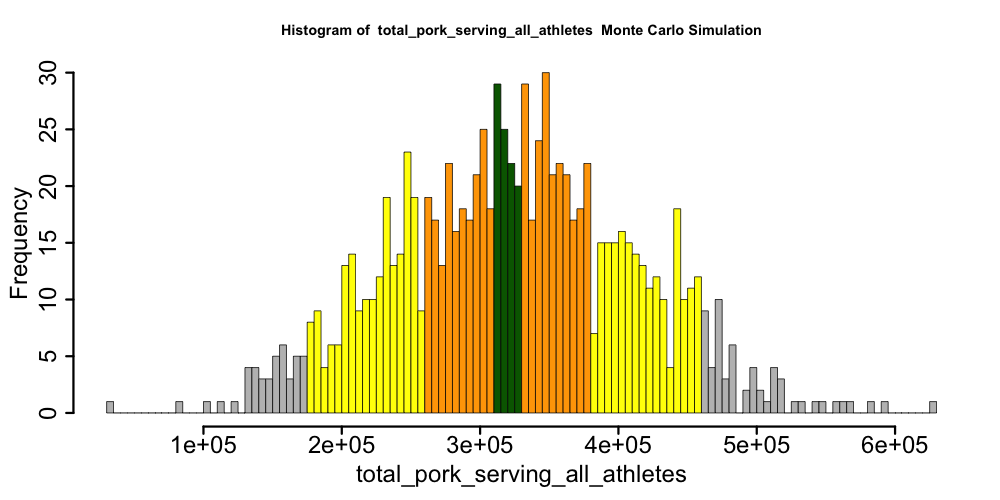 Histogram of  total_pork_serving_all_athletes  Monte Carlo Simulation
30
25
20
15
10
5
0
Frequency
1e+05 2e+05 3e+05 4e+05 5e+05 6e+05
total_pork_serving_all_athletes